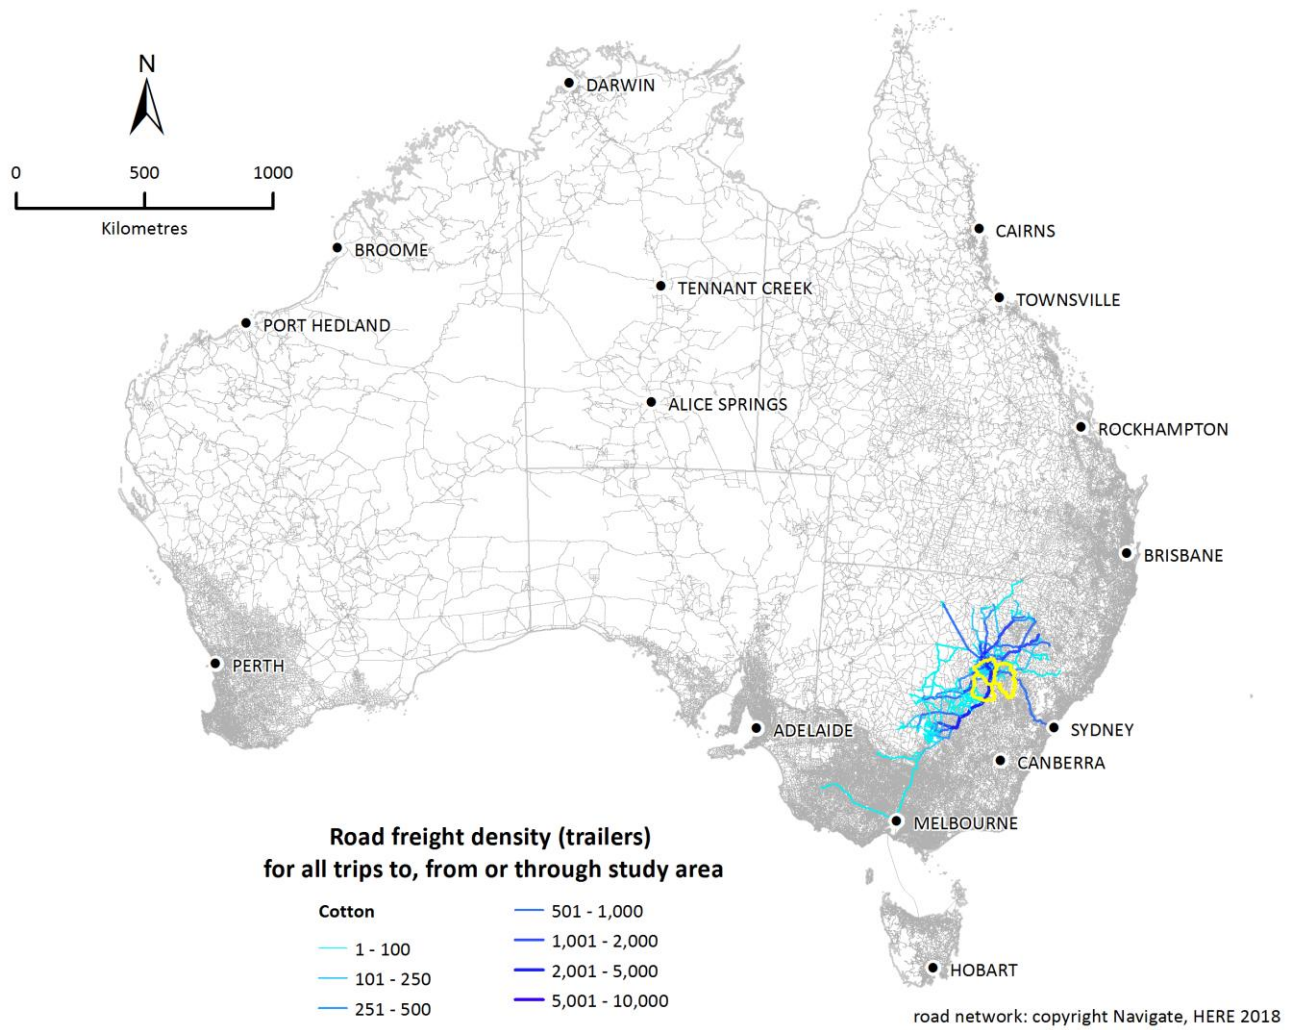 N
DARWIN
0 500 1000
Kilometres
CAIRNS
BROOME
TENNANT CREEK
TOWNSVILLE
PORT HEDLAND
ALICE SPRINGS
ROCKHAMPTON
BRISBANE
PERTH
ADELAIDE
SYDNEY
CANBERRA
MELBOURNE
Road freight density (trailers)
for all trips to, from or through study area
Cotton
1 - 100
101 - 250
251 - 500
501 - 1,000
1,001 - 2,000
2,001 - 5,000
5,001 - 10,000
HOBART
road network: copyright Navigate, HERE 2018